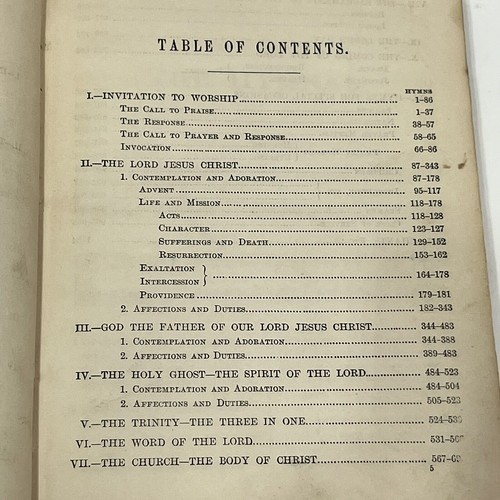 TABLE OF CONTENTS.
HYMNS
I.—INVITATION TO WORSHIP 1–86
The Call to Praise 1–37
The Response 38–57
The Call to Prayer and Response 58–65
Invocation 66–86
II.—THE LORD JESUS CHRIST 87–343
1. Contemplation and Adoration 87–178
Advent 95–117
Life and Mission 118–178
Acts 118–128
Character 123–127
Sufferings and Death 129–152
Resurrection 153–162
Exaltation
Intercession } 164–178
Providence 179–181
2. Affections and Duties 182–343
III.—GOD THE FATHER OF OUR LORD JESUS CHRIST 344–483
1. Contemplation and Adoration 344–388
2. Affections and Duties 389–483
IV.—THE HOLY GHOST—THE SPIRIT OF THE LORD 484–523
1. Contemplation and Adoration 484–504
2. Affections and Duties 505–523
V.—THE TRINITY—THE THREE IN ONE
VI.—THE WORD OF THE LORD
VII.—THE CHURCH—THE BODY OF CHRIST
5